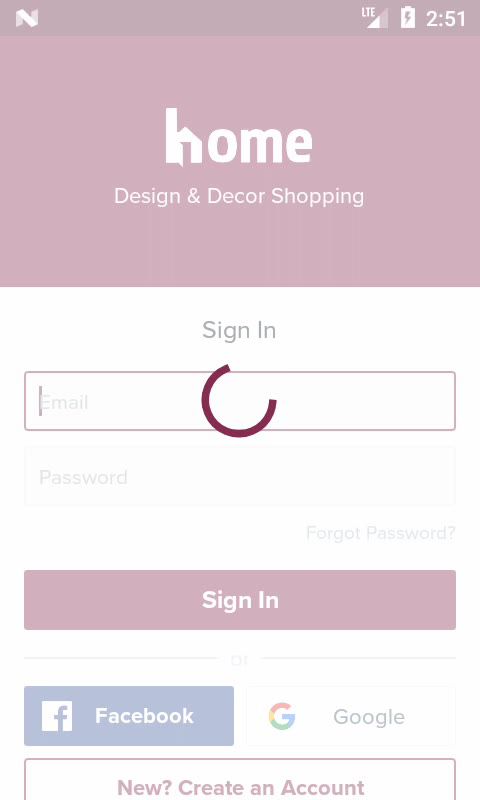 LTE 2:51
home
Design & Decor Shopping
Sign In
Email
Password
Forgot Password?
Sign In
or
Facebook
Google
New? Create an Account